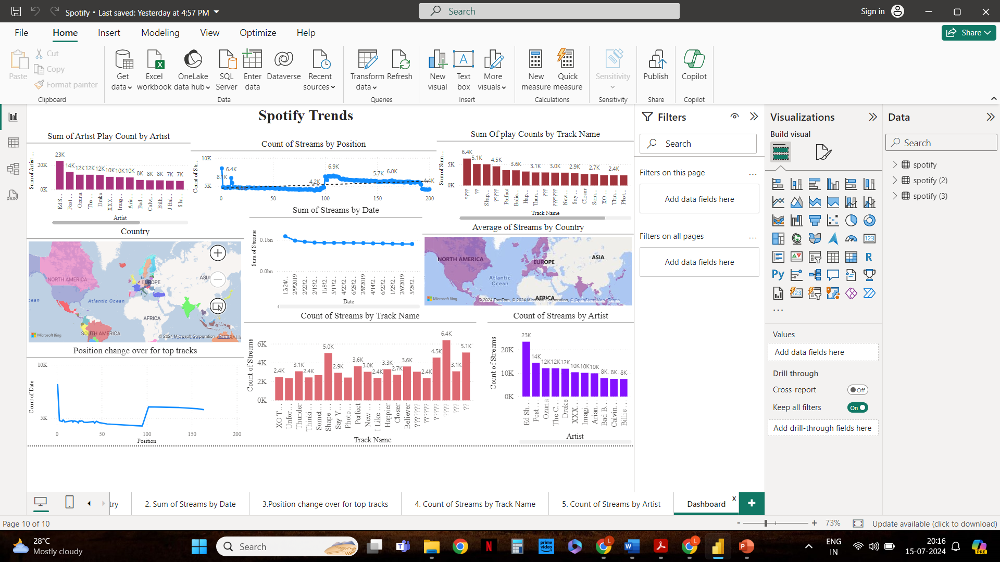 Spotify • Last saved: Yesterday at 4:57 PM
Search
Sign in
File Home Insert Modeling View Optimize Help
Share
Paste
Cut
Copy
Format painter
Clipboard
Get data
Excel workbook
OneLake data hub
SQL Server
Enter data
Dataverse
Recent sources
Data
Transform data
Refresh
Queries
New visual
Text box
More visuals
Insert
New measure
Quick measure
Calculations
Sensitivity
Sensitivity
Publish
Share
Copilot
Copilot
Spotify Trends
Sum of Artist Play Count by Artist
Sum of Artist ...
20K
0K
23K 14K 12K 12K 12K 10K 10K 10K 8K 8K 8K 7K 7K
Ed S... Post ... Ozuna The ... Drake XXX... Imag... Aria... Bad ... Calvi... Billi... J Bal... Sha...
Artist
Count of Streams by Position
Count of Str...
10K
5K
6.4K
4.2K 6.9K 5.7K 6.0K 4.4K
0 50 100 150 200
Sum Of play Counts by Track Name
Sum of Sum ...
5K
0K
6.4K 5.1K 4.5K 3.6K 3.1K 3.0K 2.9K 2.7K 2.4K
???? ?? Shap... ????? Perfect Belie... Hap... Thun... ??? ?????? New... Say ... Closer Som... XO ... Thin... Phot...
Track Name
Country
NORTH AMERICA
EUROPE
ASIA
Atlantic Ocean
AFRICA
SOUTH AMERICA
Microsoft Bing
© 2024 Microsoft Corporation Terms
Sum of Streams by Date
Sum of Streams
0.1bn
0.0bn
12/24/... 2/9/2019 2/22/2... 2/15/2... 11/8/2... 5/17/2... 4/20/2... 6/28/2... 2/8/2019 4/14/2... 6/22/2... 1/25/2... 2/6/2019 5/28/2...
Date
Average of Streams by Country
NORTH AMERICA
EUROPE
ASIA
Atlantic
Ocean
AFRICA
Microsoft Bing
© 2024 TomTom, © 2024 Microsoft Corporation, © OpenStreetMap Terms
Position change over for top tracks
Count of Date
10K
5K
0 50 100 150 200
Position
Count of Streams by Track Name
Count of Streams
6K
4K
2K
0K
2.4K 3.1K 2.4K 5.0K 2.9K 3.6K 3.0K 2.4K 3.3K 2.7K 3.6K 2.4K 4.5K 6.4K 3.1K 5.1K
XO T... Unfor... Thunder Thinki... Somet... Shape ... Say Y... Photo... Perfect New ... I Like ... Happier Closer Believer ??????? ?????? ????? ???? ??? ??
Track Name
Count of Streams by Artist
Count of Streams
20K
10K
0K
23K 14K 12K 12K 12K 10K 10K 10K 8K 8K 8K
Ed Sh... Post ... Ozuna The C... Drake XXX... Imagi... Arian... Bad B... Calvin... Billie ...
Artist
Filters
Search
Filters on this page ...
Add data fields here
Filters on all pages ...
Add data fields here
Visualizations
Build visual
R
Py
123
...
Values
Add data fields here
Drill through
Cross-report Off
Keep all filters On
Add drill-through fields here
Data
Search
spotify
spotify (2)
spotify (3)
try
2. Sum of Streams by Date
3.Position change over for top tracks
4. Count of Streams by Track Name
5. Count of Streams by Artist
Dashboard
x
+
Page 10 of 10
- + 73%
Update available (click to download)
28°C
Mostly cloudy
Search
prime video
ENG
IN
20:16
15-07-2024
PRE